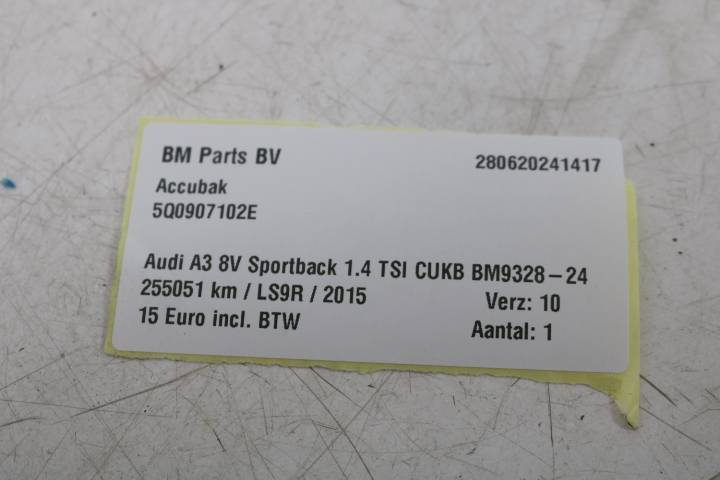 BM Parts BV 280620241417
Accubak
5Q0907102E
Audi A3 8V Sportback 1.4 TSI CUKB BM9328-24
255051 km / LS9R / 2015 Verz: 10
15 Euro incl. BTW Aantal: 1